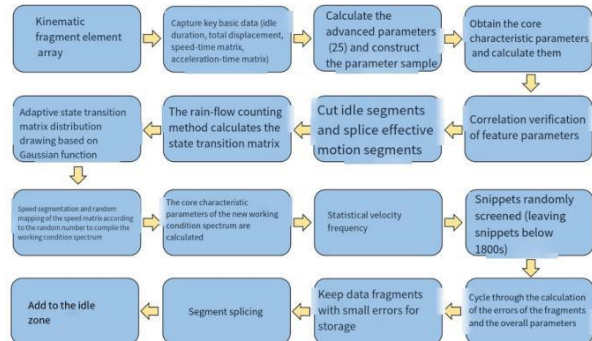 Kinematic
fragment element
array
Capture key basic data (idle
duration, total displacement,
speed-time matrix,
acceleration-time matrix)
Calculate the
advanced parameters
(25) and construct
the parameter sample
Obtain the core
characteristic parameters
and calculate them
Adaptive state transition
matrix distribution
drawing based on
Gaussian function
The rain-flow counting
method calculates the
state transition matrix
Cut idle segments
and splice effective
motion segments
Correlation verification
of feature parameters
Speed segmentation and random
mapping of the speed matrix according
to the random number to compile the
working condition spectrum
The core characteristic
parameters of the new working
condition spectrum are
calculated
Statistical velocity
frequency
Snippets randomly
screened (leaving
snippets below
1800s)
Add to the idle
zone
Segment splicing
Keep data fragments
with small errors for
storage
Cycle through the calculation
of the errors of the fragments
and the overall parameters